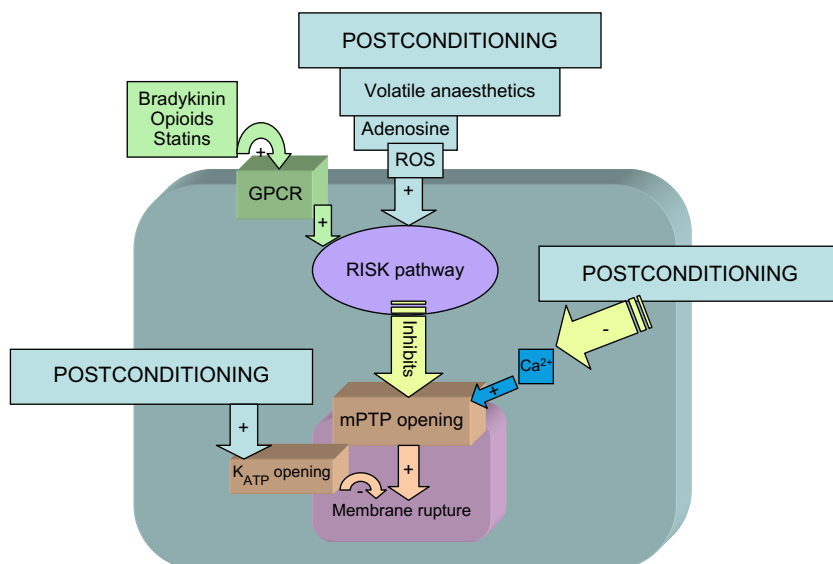 POSTCONDITIONING
Volatile anaesthetics
Adenosine
ROS
+
Bradykinin
Opioids
Statins
+
GPCR
+
RISK pathway
POSTCONDITIONING
-
Inhibits
Ca²⁺
+
POSTCONDITIONING
+
mPTP opening
K_ATP opening
+
-
Membrane rupture